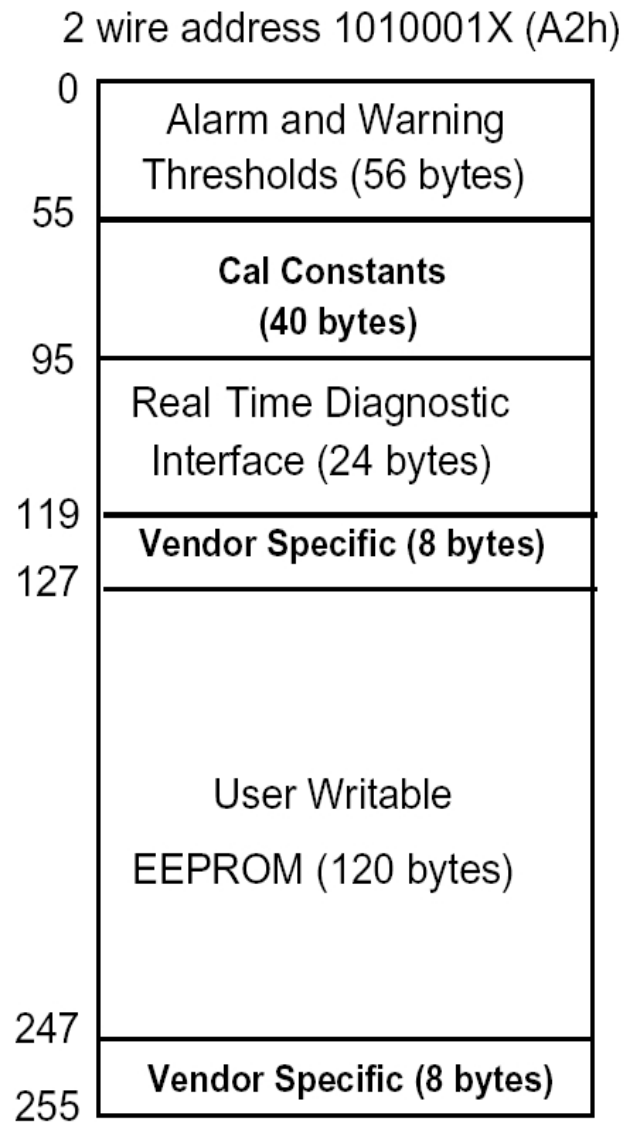 2 wire address 1010001X (A2h)
0
Alarm and Warning
Thresholds (56 bytes)
55
Cal Constants
(40 bytes)
95
Real Time Diagnostic
Interface (24 bytes)
119
Vendor Specific (8 bytes)
127
User Writable
EEPROM (120 bytes)
247
Vendor Specific (8 bytes)
255